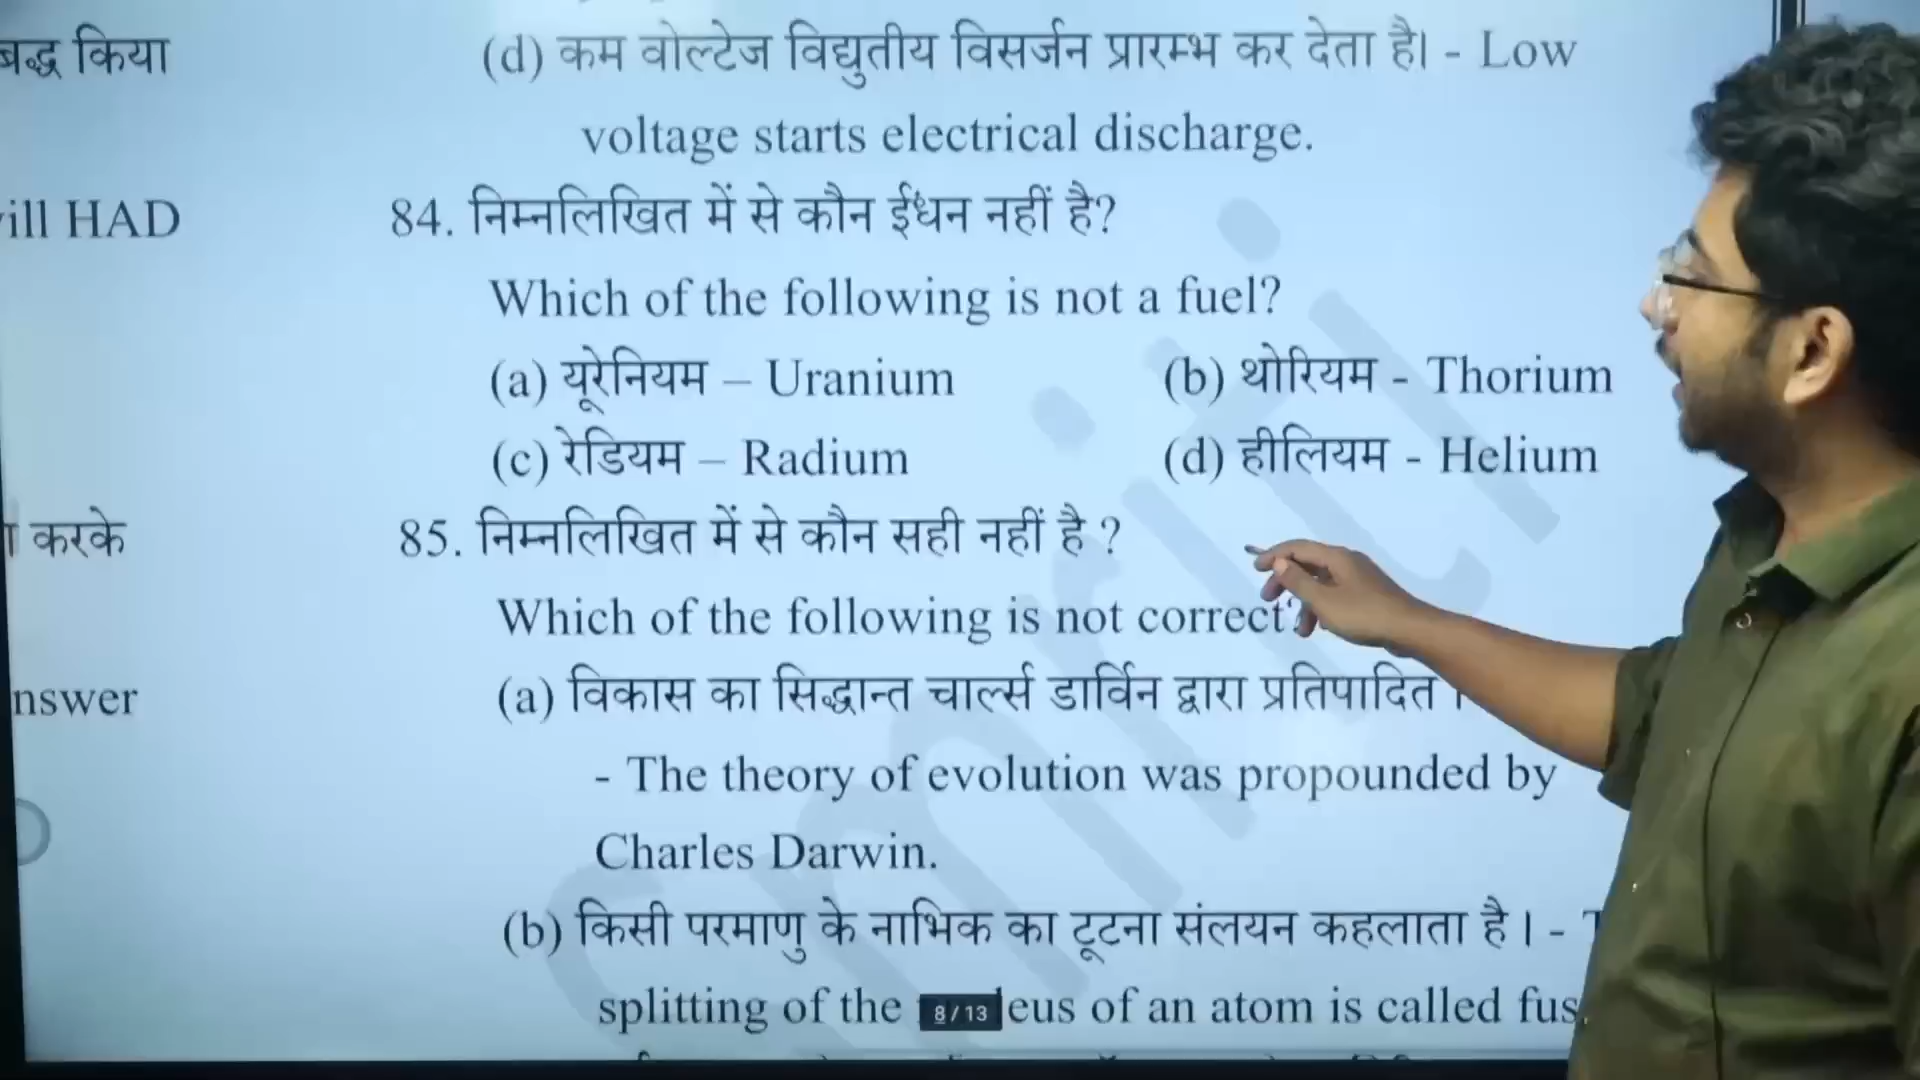 बद्ध किया
ill HAD
करके
nswer
(d) कम वोल्टेज विद्युतीय विसर्जन प्रारम्भ कर देता है। - Low
voltage starts electrical discharge.
84. निम्नलिखित में से कौन ईंधन नहीं है?
Which of the following is not a fuel?
(a) यूरेनियम – Uranium (b) थोरियम - Thorium
(c) रेडियम – Radium (d) हीलियम - Helium
85. निम्नलिखित में से कौन सही नहीं है ?
Which of the following is not correct?
(a) विकास का सिद्धान्त चार्ल्स डार्विन द्वारा प्रतिपादित
- The theory of evolution was propounded by
Charles Darwin.
(b) किसी परमाणु के नाभिक का टूटना संलयन कहलाता है । -
splitting of the eus of an atom is called fus
8 / 13
smriti